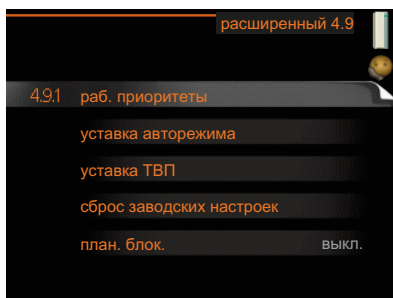 расширенный 4.9
4.9.1 раб. приоритеты
уставка авторежима
уставка ТВП
сброс заводских настроек
план. блок. выкл.